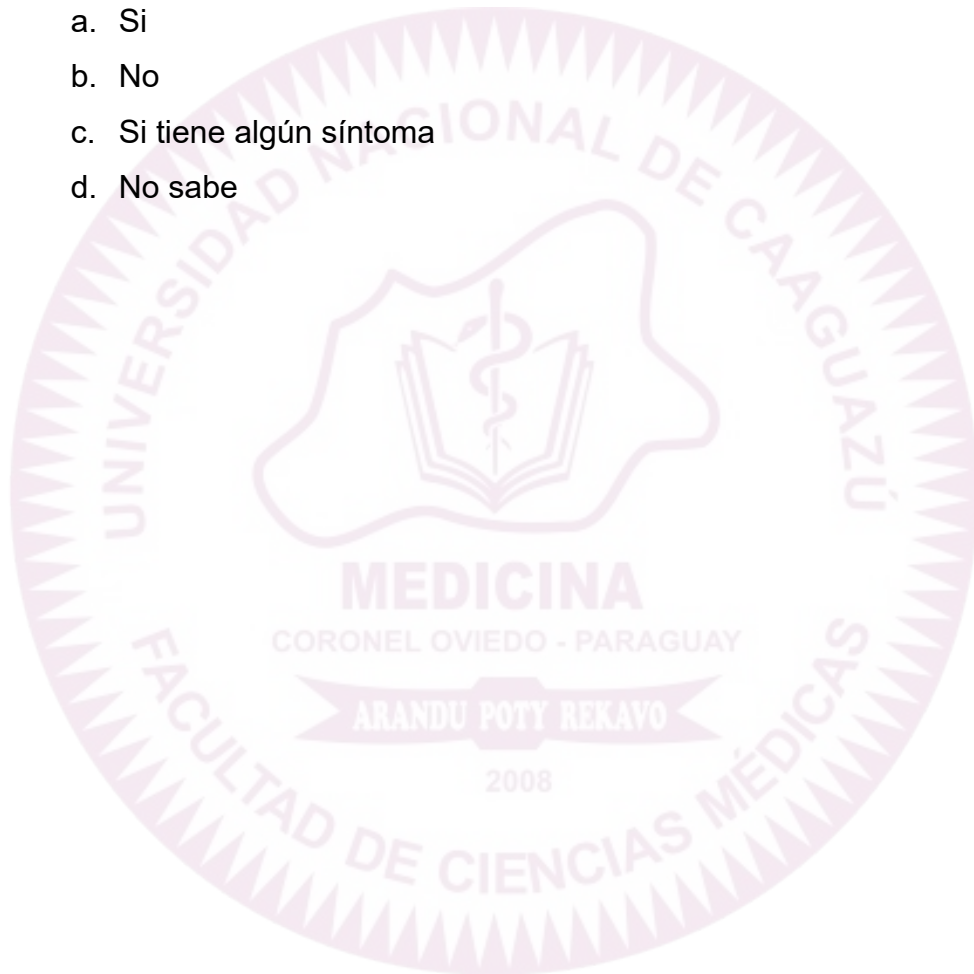 a. Si
b. No
c. Si tiene algún síntoma
d. No sabe
UNIVERSIDAD NACIONAL DE CAAGUAZÚ
MEDICINA
CORONEL OVIEDO - PARAGUAY
ARANDU POTY REKAVO
2008
FACULTAD DE CIENCIAS MÉDICAS